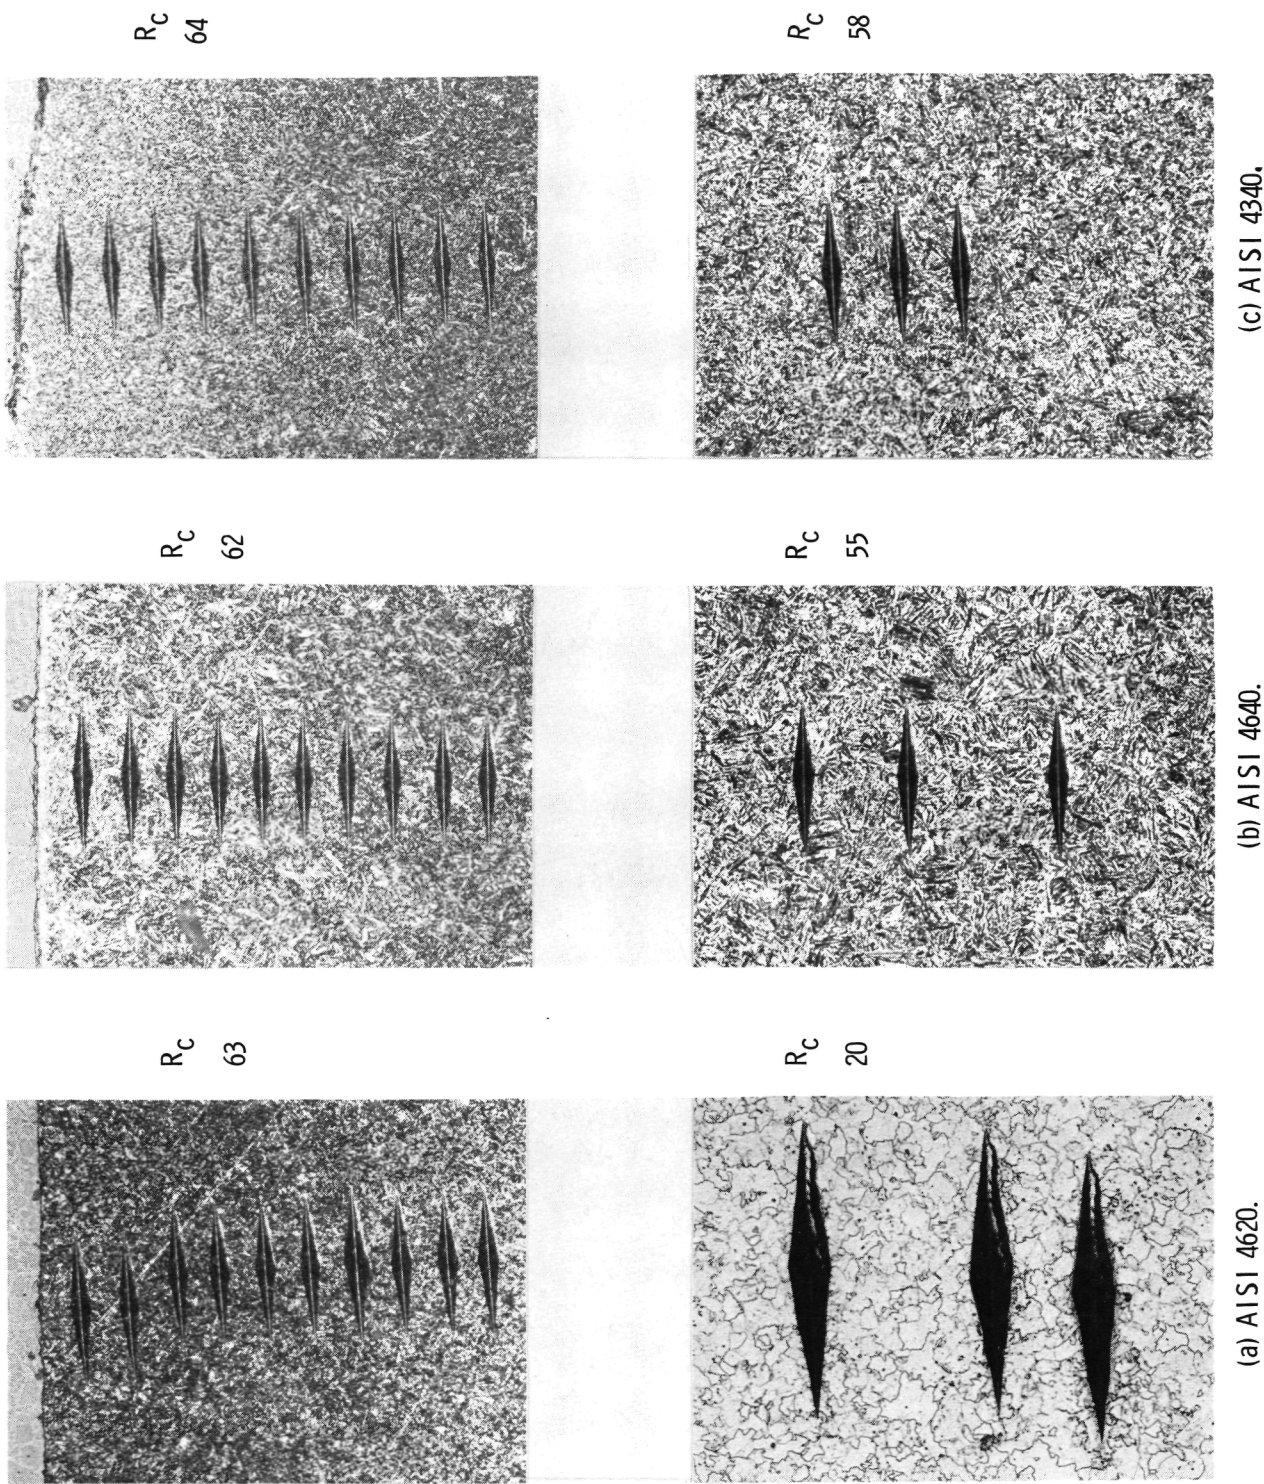 R_C
64
R_C
58
(c) AISI 4340.
R_C
62
R_C
55
(b) AISI 4640.
R_C
63
R_C
20
(a) AISI 4620.